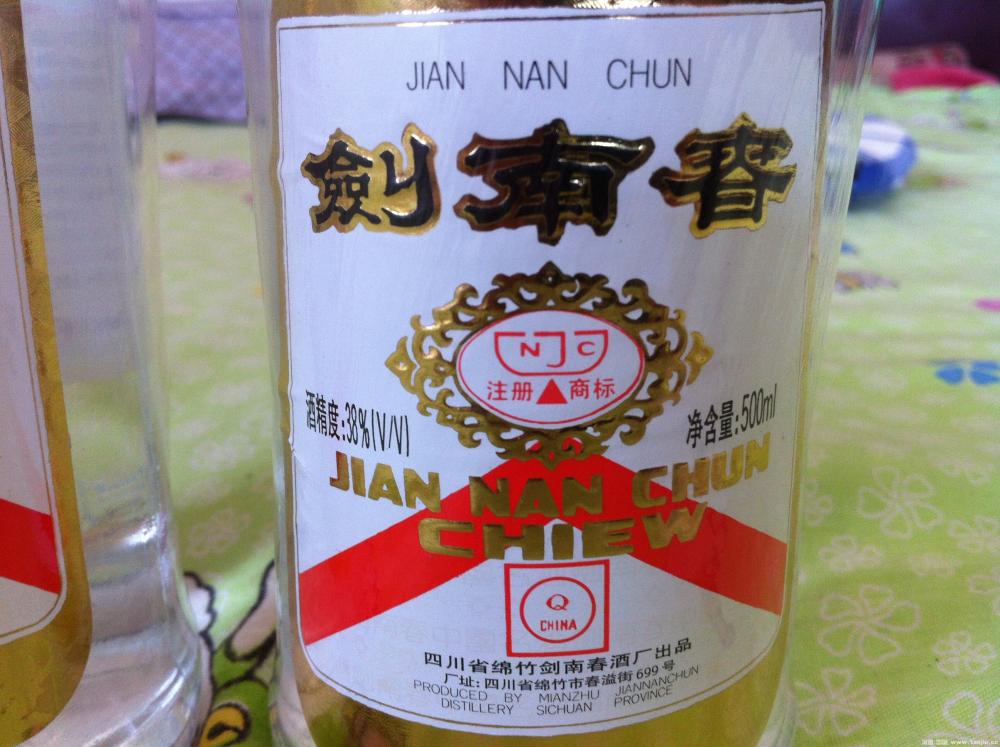 JIAN NAN CHUN
劍南春
NJC
注册 商标
酒精度:38%(V/V)
净含量:500ml
JIAN NAN CHUN
CHIEW
Q
CHINA
四川省绵竹剑南春酒厂出品
厂址:四川省绵竹市春溢街699号
PRODUCED BY MIANZHU JIANNANCHUN
DISTILLERY SICHUAN PROVINCE